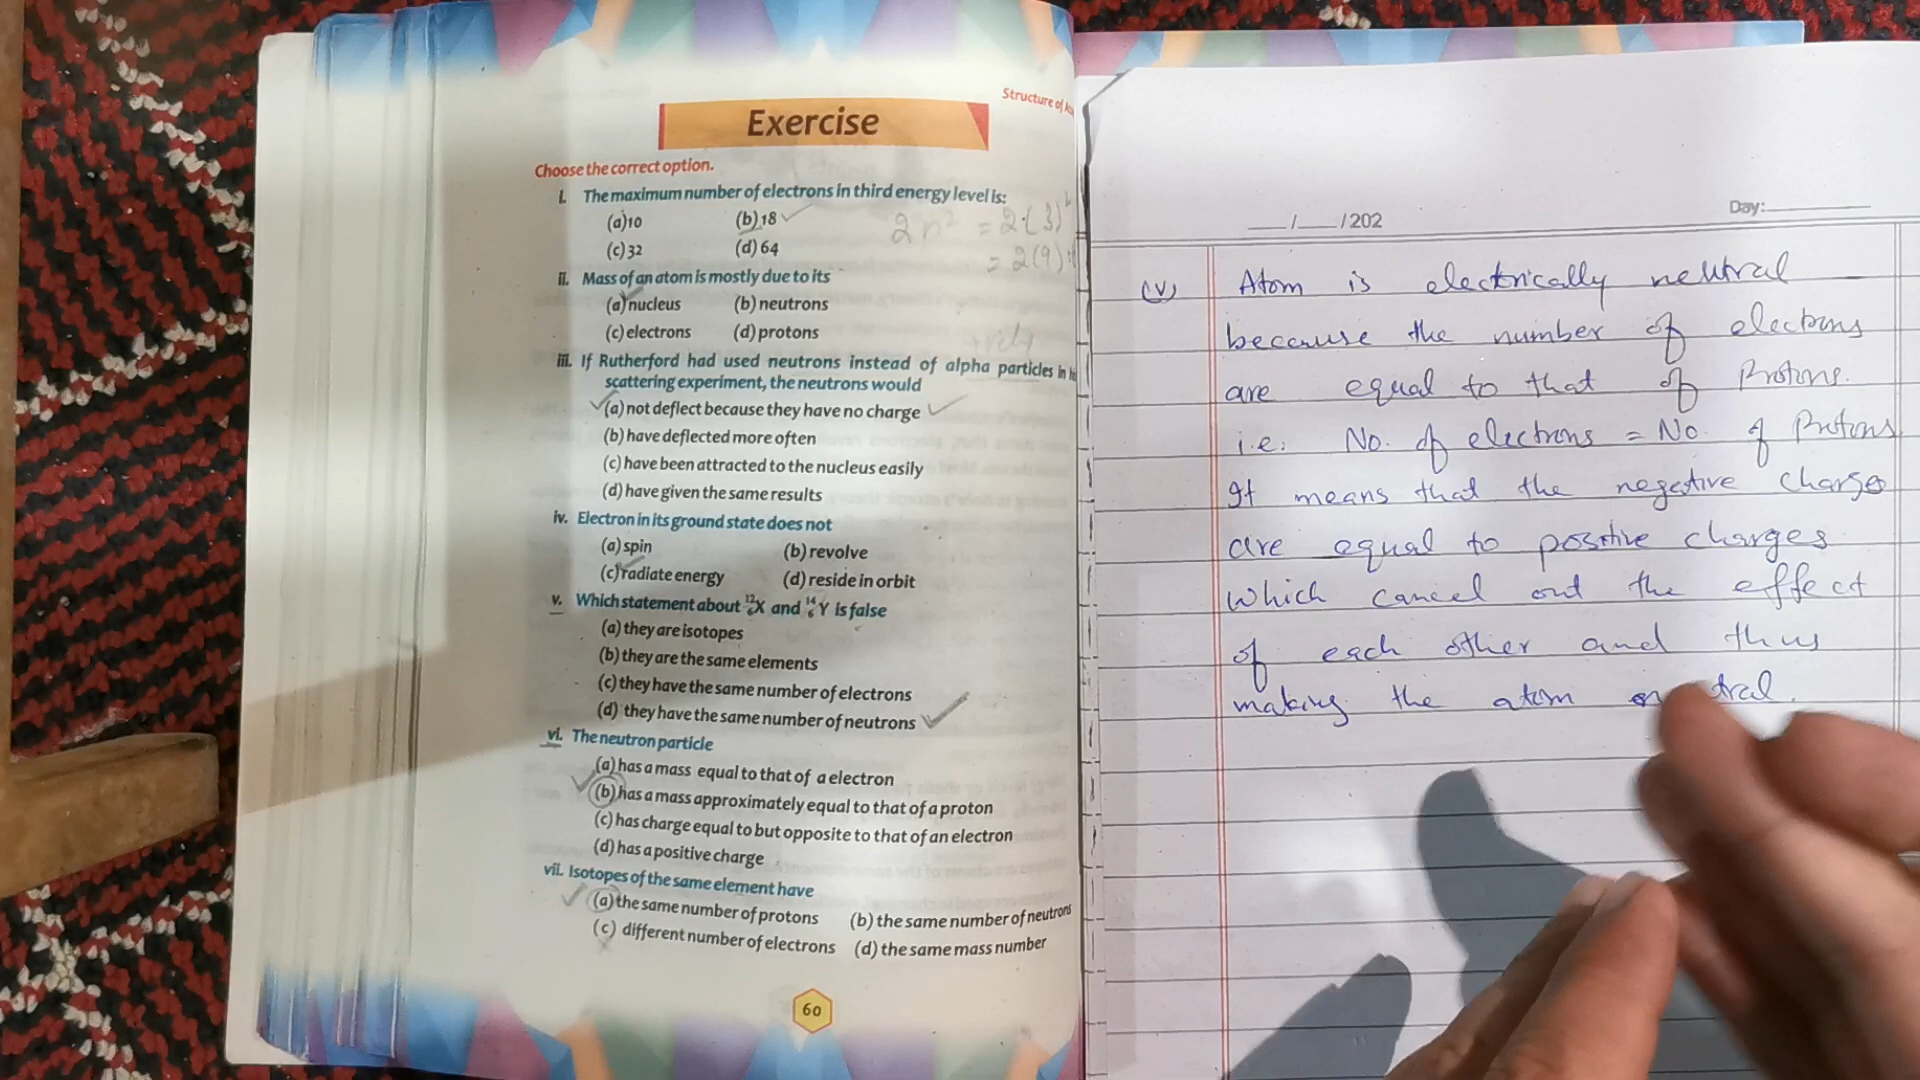 Structure of
Exercise
Choose the correct option.
i. The maximum number of electrons in third energy level is:
(a) 10 (b) 18
(c) 32 (d) 64
2n² = 2(3)²
= 2(9)
ii. Mass of an atom is mostly due to its
(a) nucleus (b) neutrons
(c) electrons (d) protons
iii. If Rutherford had used neutrons instead of alpha particles in
scattering experiment, the neutrons would
(a) not deflect because they have no charge
(b) have deflected more often
(c) have been attracted to the nucleus easily
(d) have given the same results
iv. Electron in its ground state does not
(a) spin (b) revolve
(c) radiate energy (d) reside in orbit
v. Which statement about ¹²₆X and ¹⁴₆Y is false
(a) they are isotopes
(b) they are the same elements
(c) they have the same number of electrons
(d) they have the same number of neutrons
vi. The neutron particle
(a) has a mass equal to that of a electron
(b) has a mass approximately equal to that of a proton
(c) has charge equal to but opposite to that of an electron
(d) has a positive charge
vii. Isotopes of the same element have
(a) the same number of protons (b) the same number of neutrons
(c) different number of electrons (d) the same mass number
60
__/__/202 Day:
(v) Atom is electrically neutral
because the number of electrons
are equal to that of Protons.
i.e: No. of electrons = No. of Protons
It means that the negative charges
are equal to positive charges
which cancel out the effect
of each other and thus
making the atom